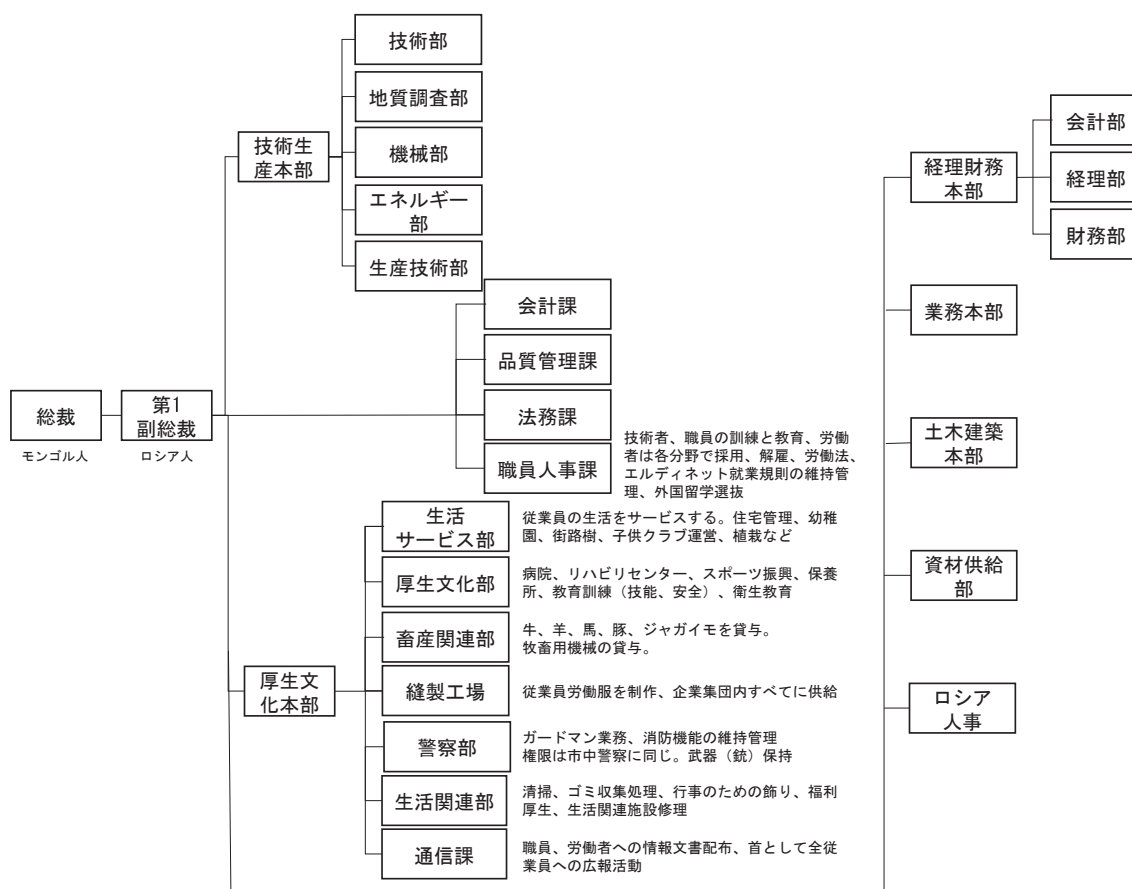 技術部
地質調査部
技術生
産本部
機械部
エネルギー
部
生産技術部
会計課
品質管理課
総裁
モンゴル人
第1
副総裁
ロシア人
法務課
職員人事課
技術者、職員の訓練と教育、労働
者は各分野で採用、解雇、労働法、
エルディネット就業規則の維持管
理、外国留学選抜
生活
サービス部
従業員の生活をサービスする。住宅管理、幼稚
園、街路樹、子供クラブ運営、植栽など
厚生文化部
病院、リハビリセンター、スポーツ振興、保養
所、教育訓練（技能、安全）、衛生教育
畜産関連部
牛、羊、馬、豚、ジャガイモを貸与。
牧畜用機械の貸与。
厚生文
化本部
縫製工場
従業員労働服を制作、企業集団内すべてに供給
警察部
ガードマン業務、消防機能の維持管理
権限は市中警察に同じ。武器（銃）保持
生活関連部
清掃、ゴミ収集処理、行事のための飾り、福利
厚生、生活関連施設修理
通信課
職員、労働者への情報文書配布、首として全従
業員への広報活動
経理財務
本部
会計部
経理部
財務部
業務本部
土木建築
本部
資材供給
部
ロシア
人事